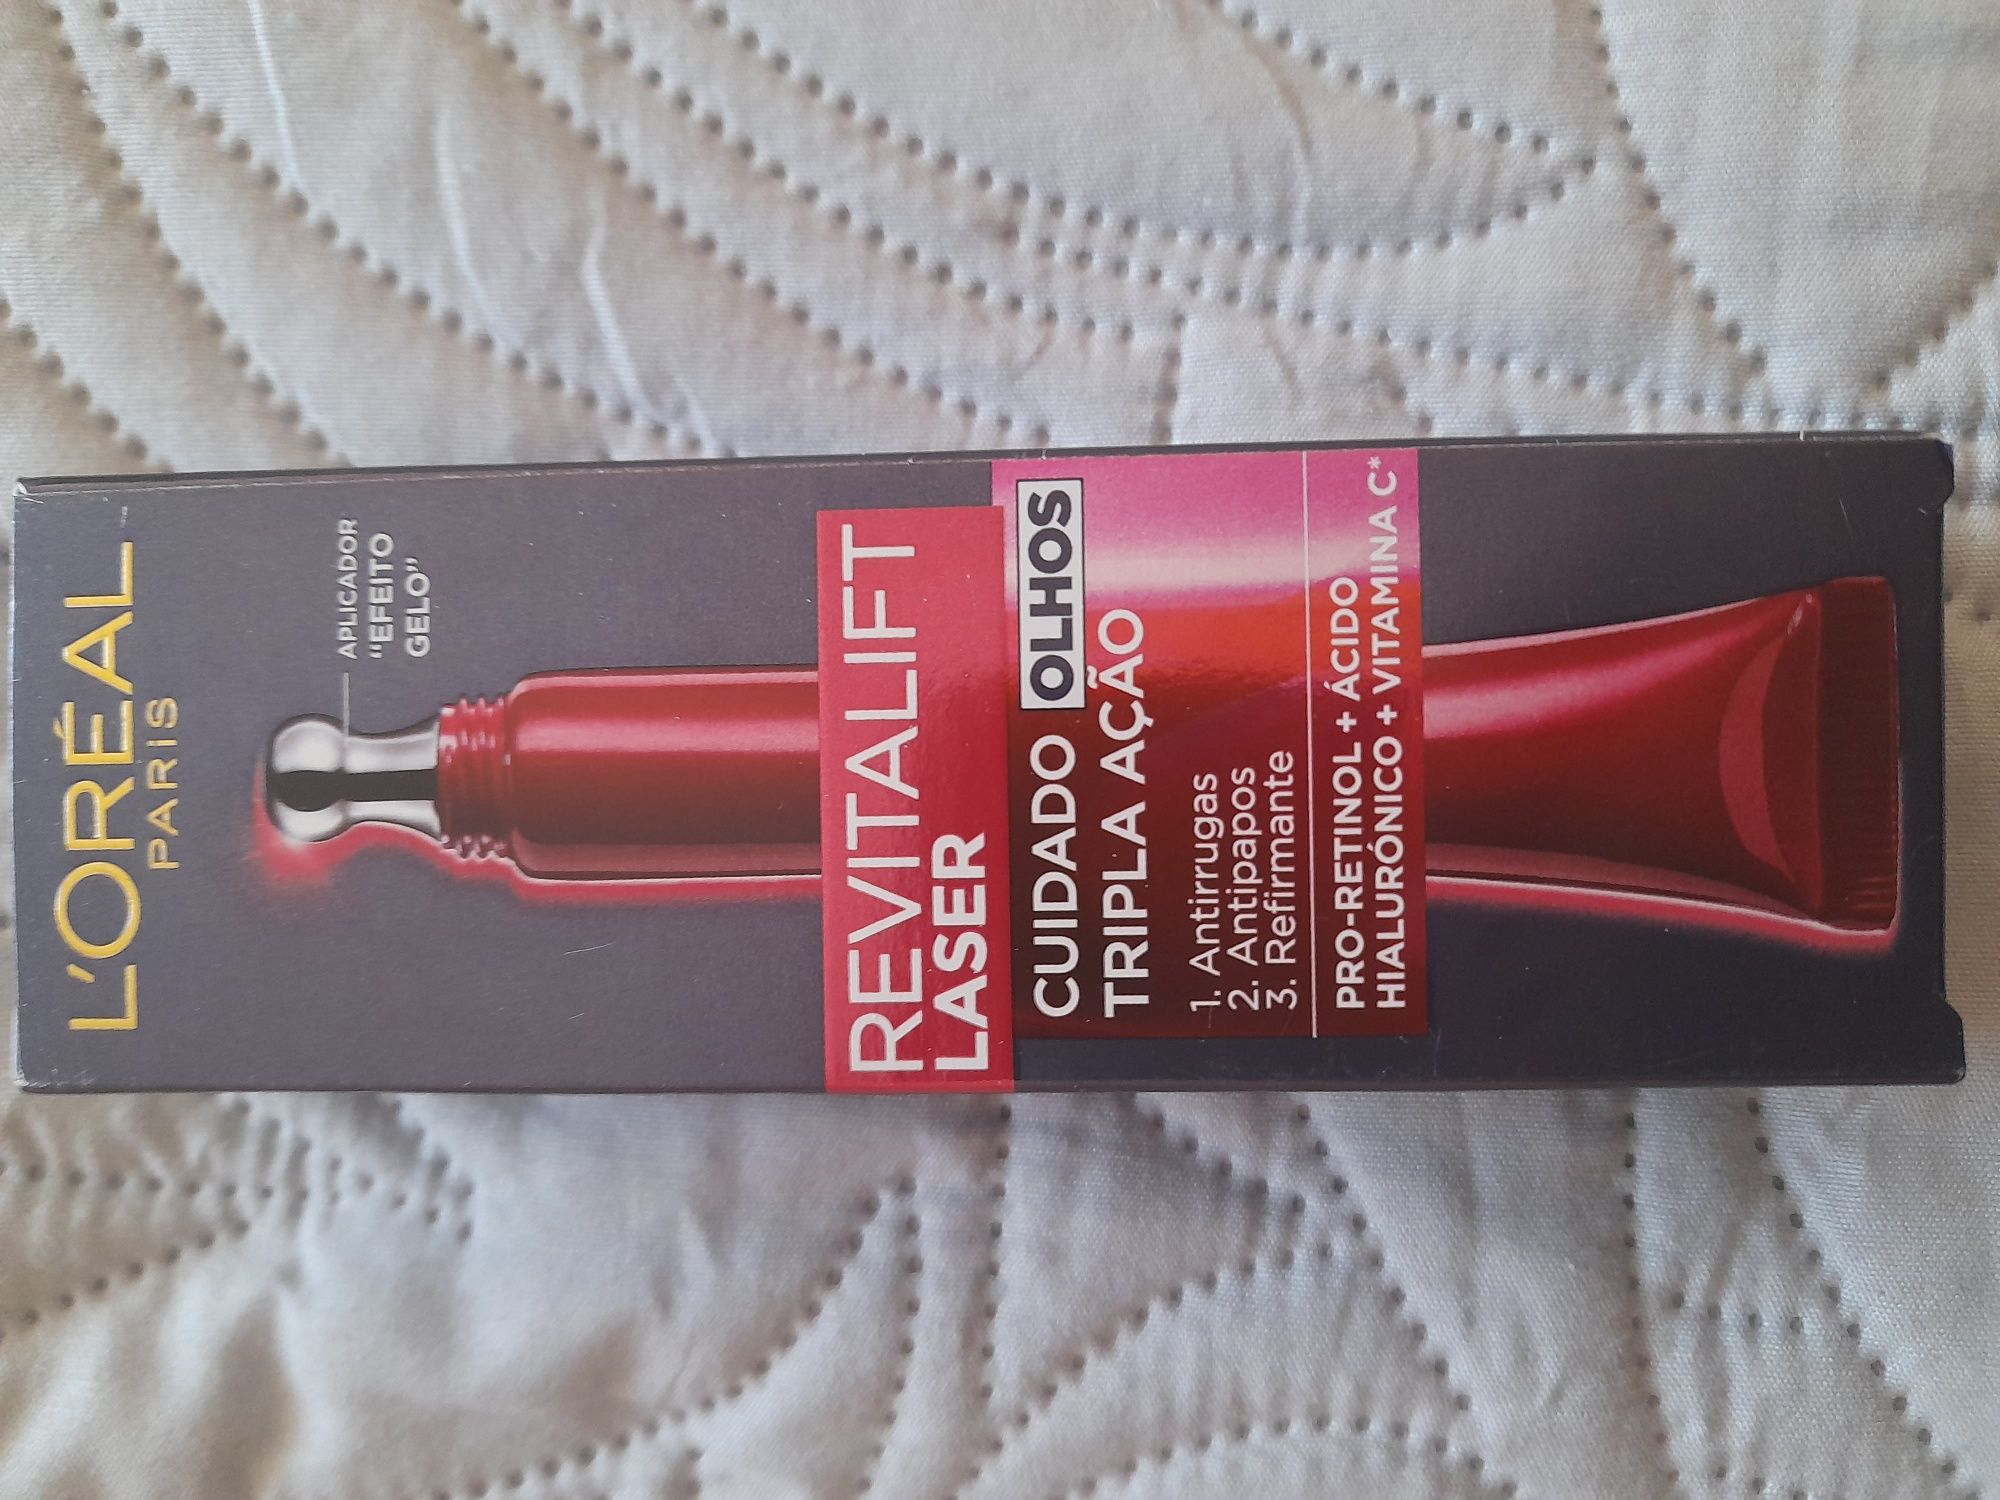 L'ORÉAL
PARIS
APLICADOR
"EFEITO
GELO"
REVITALIFT
LASER
CUIDADO OLHOS
TRIPLA AÇÃO
1. Antirrugas
2. Antipapos
3. Refirmante
PRO-RETINOL + ÁCIDO
HIALURÓNICO + VITAMINA C*